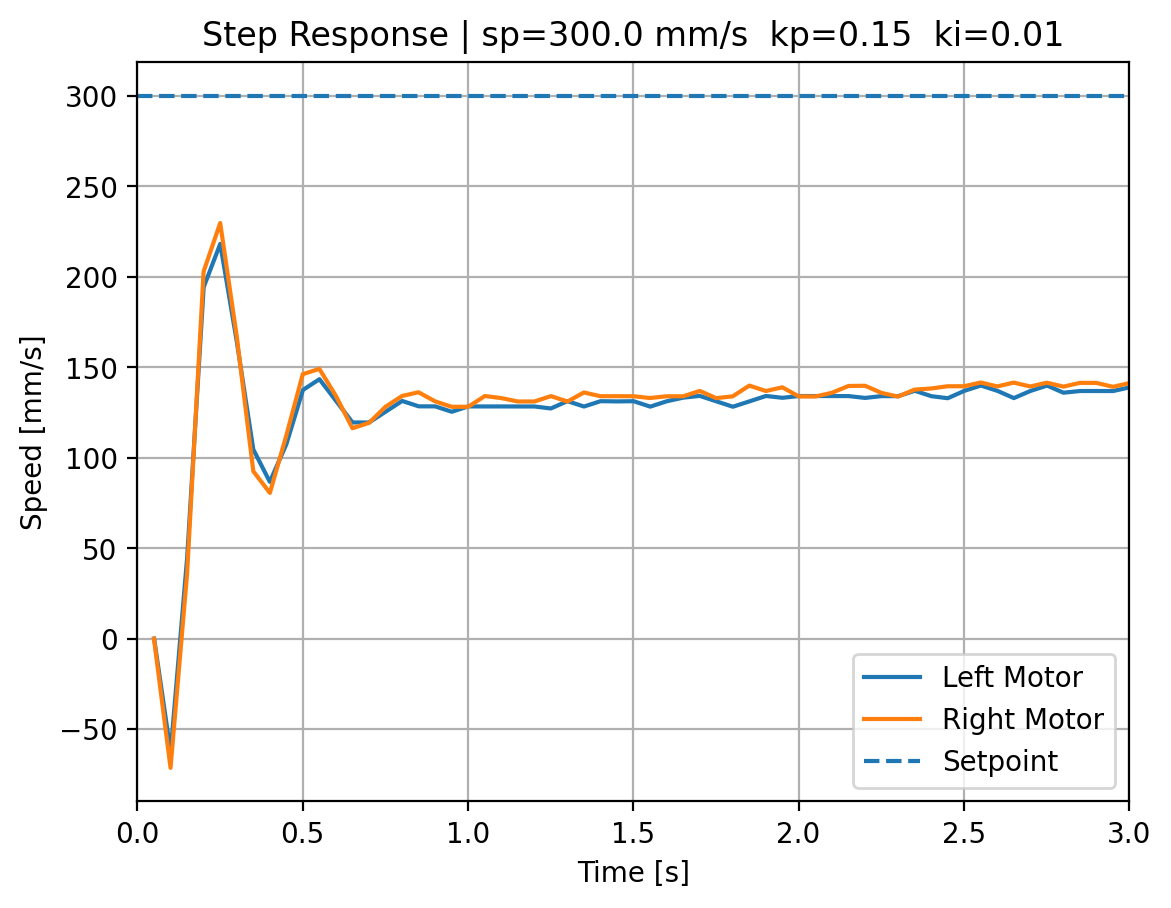 Step Response | sp=300.0 mm/s  kp=0.15  ki=0.01
300
250
200
150
100
50
0
−50
Speed [mm/s]
0.0 0.5 1.0 1.5 2.0 2.5 3.0
Time [s]
Left Motor
Right Motor
Setpoint